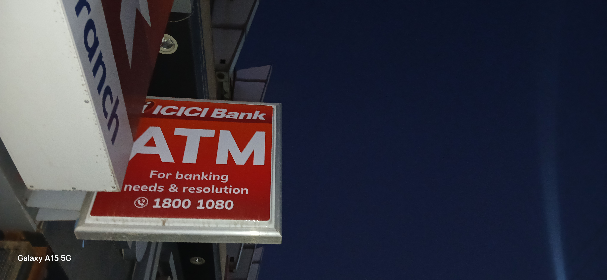 ranch
ICICI Bank
ATM
For banking
needs & resolution
1800 1080
Galaxy A15 5G